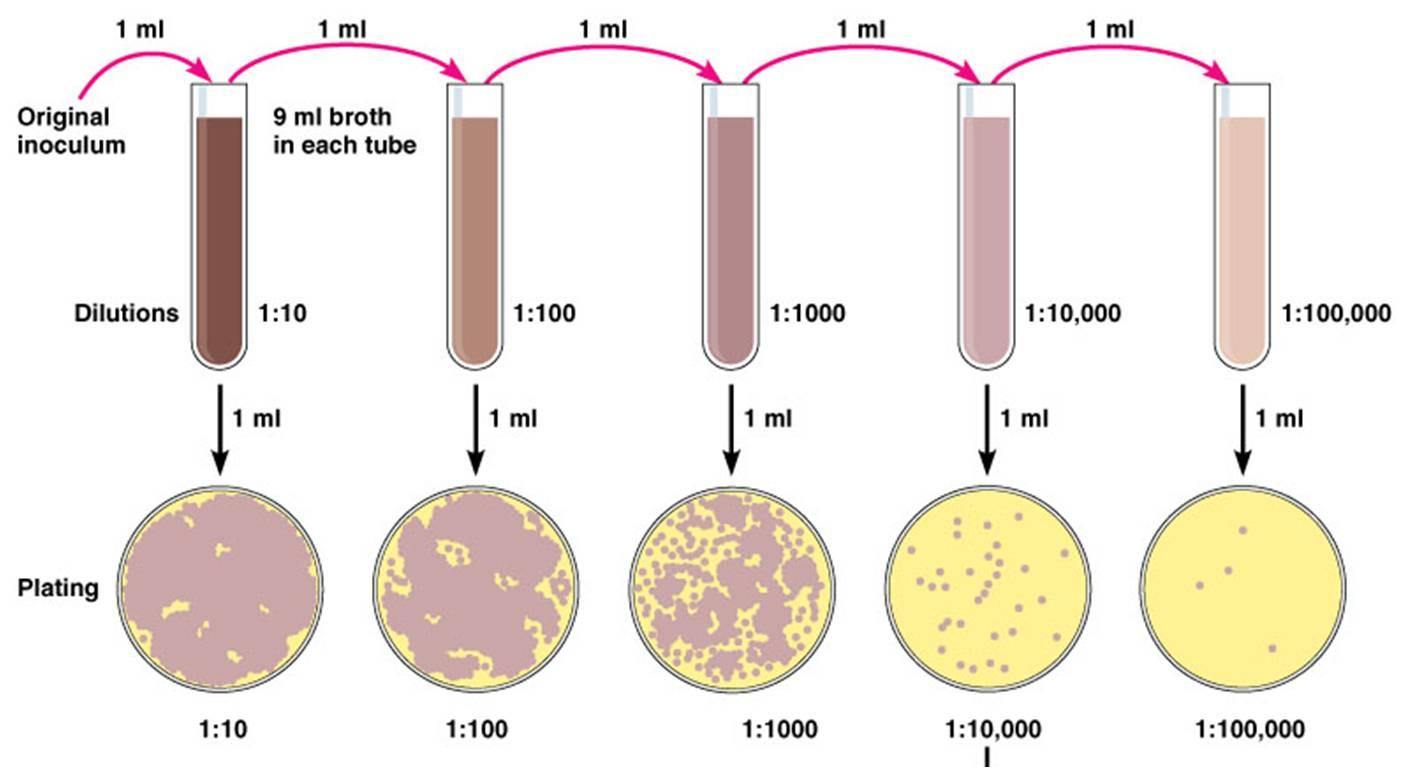 1 ml
1 ml
1 ml
1 ml
1 ml
Original
inoculum
9 ml broth
in each tube
Dilutions
1:10
1:100
1:1000
1:10,000
1:100,000
1 ml
1 ml
1 ml
1 ml
1 ml
Plating
1:10
1:100
1:1000
1:10,000
1:100,000